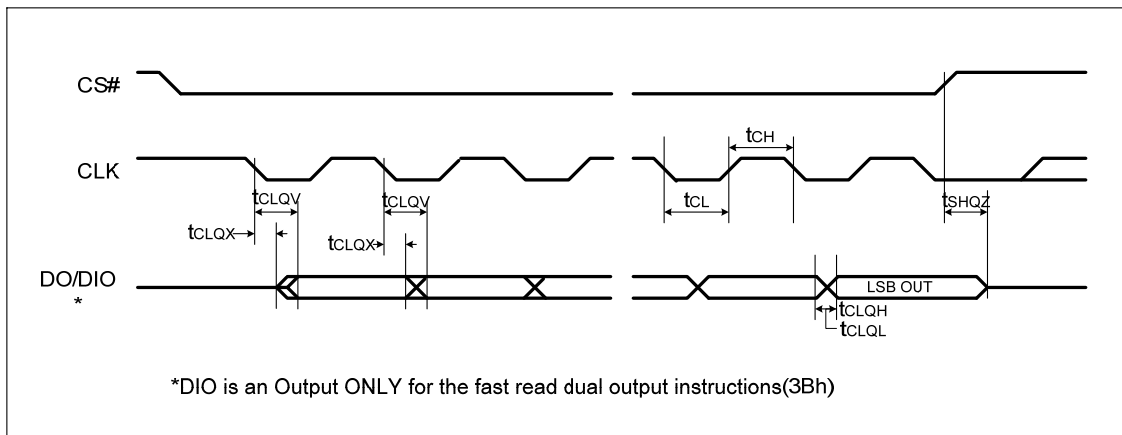 CS#
tCH
CLK
tCLQV
tCLQV
tCL
tSHQZ
tCLQX
tCLQX
DO/DIO
*
LSB OUT
tCLQH
tCLQL
*DIO is an Output ONLY for the fast read dual output instructions(3Bh)